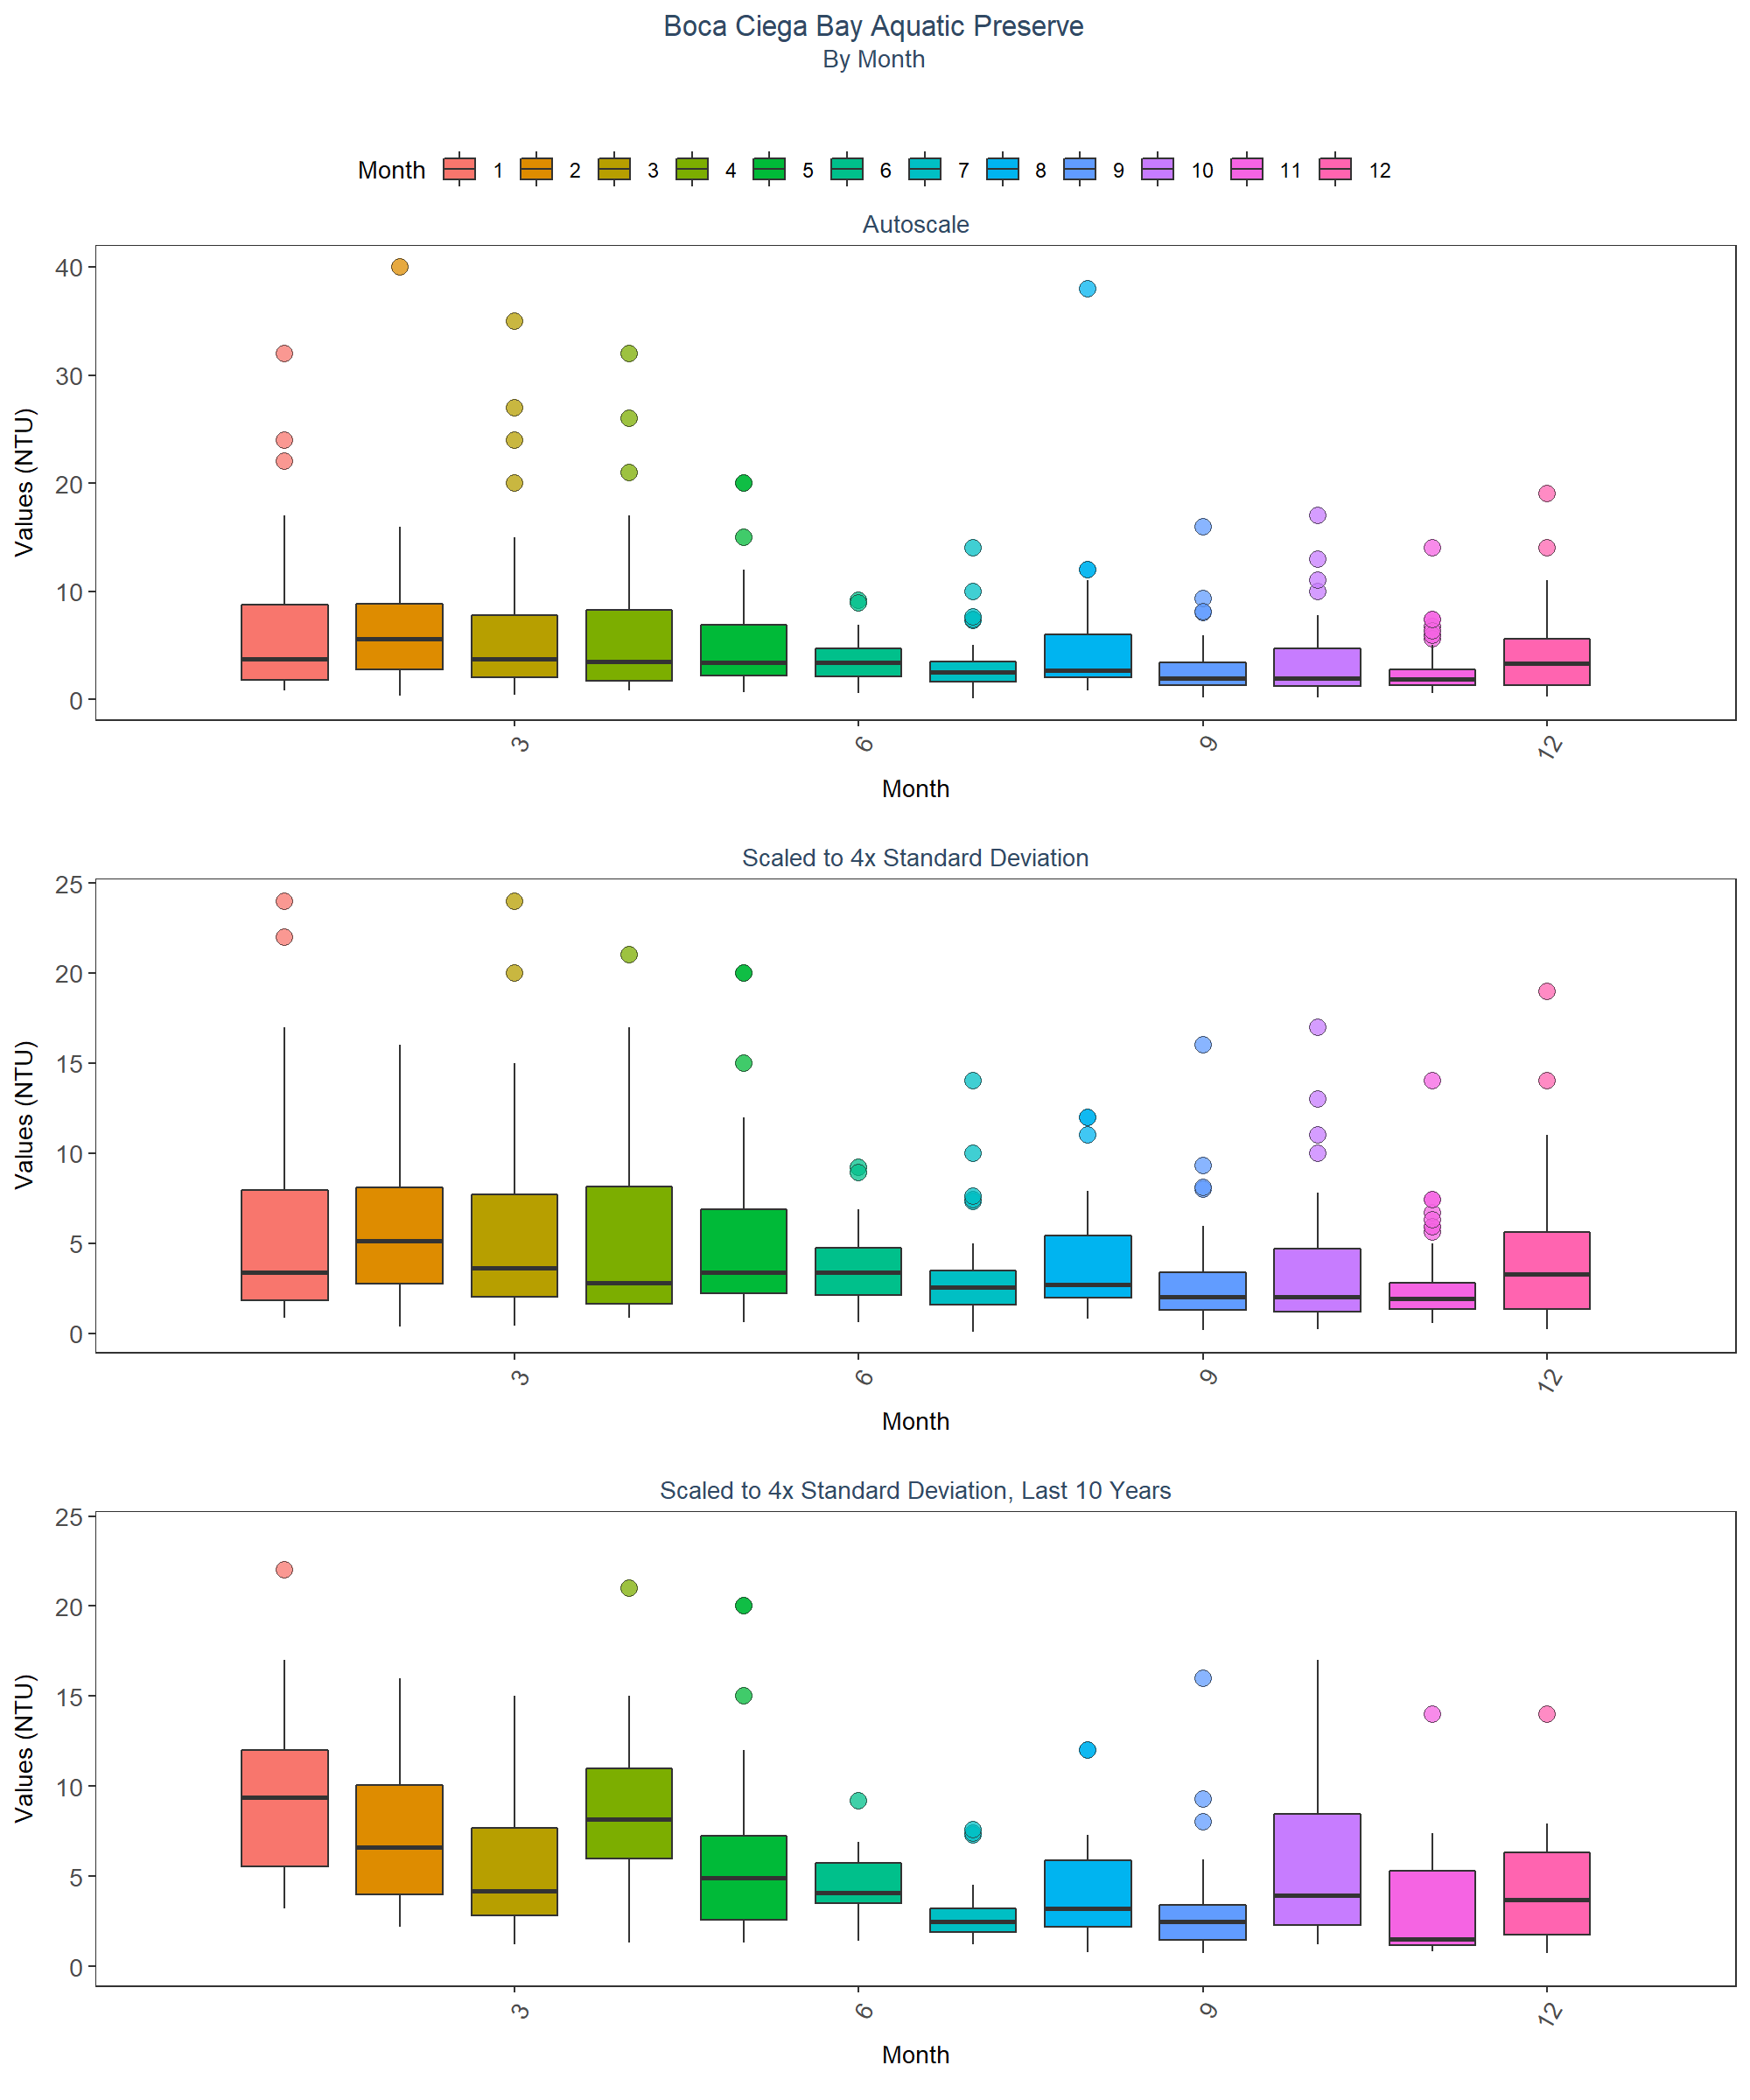 Boca Ciega Bay Aquatic Preserve
By Month
Month 1 2 3 4 5 6 7 8 9 10 11 12
Autoscale
40
30
20
10
0
Values (NTU)
3 6 9 12
Month
Scaled to 4x Standard Deviation
25
20
15
10
5
0
Values (NTU)
3 6 9 12
Month
Scaled to 4x Standard Deviation, Last 10 Years
25
20
15
10
5
0
Values (NTU)
3 6 9 12
Month